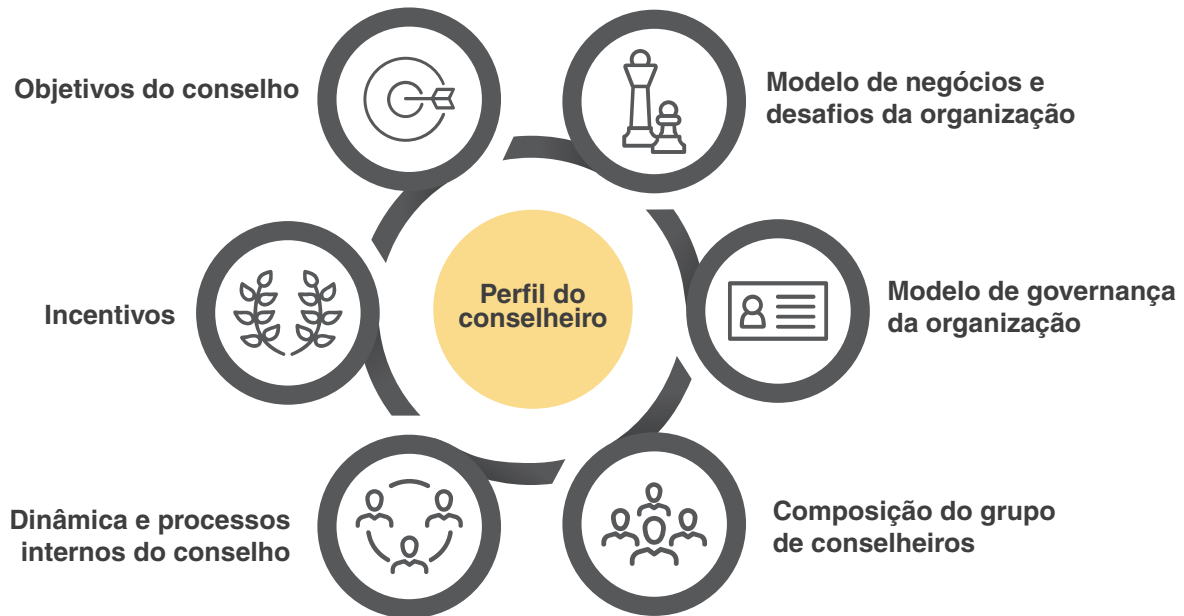 Objetivos do conselho
Modelo de negócios e
desafios da organização
Incentivos
Perfil do
conselheiro
Modelo de governança
da organização
Dinâmica e processos
internos do conselho
Composição do grupo
de conselheiros